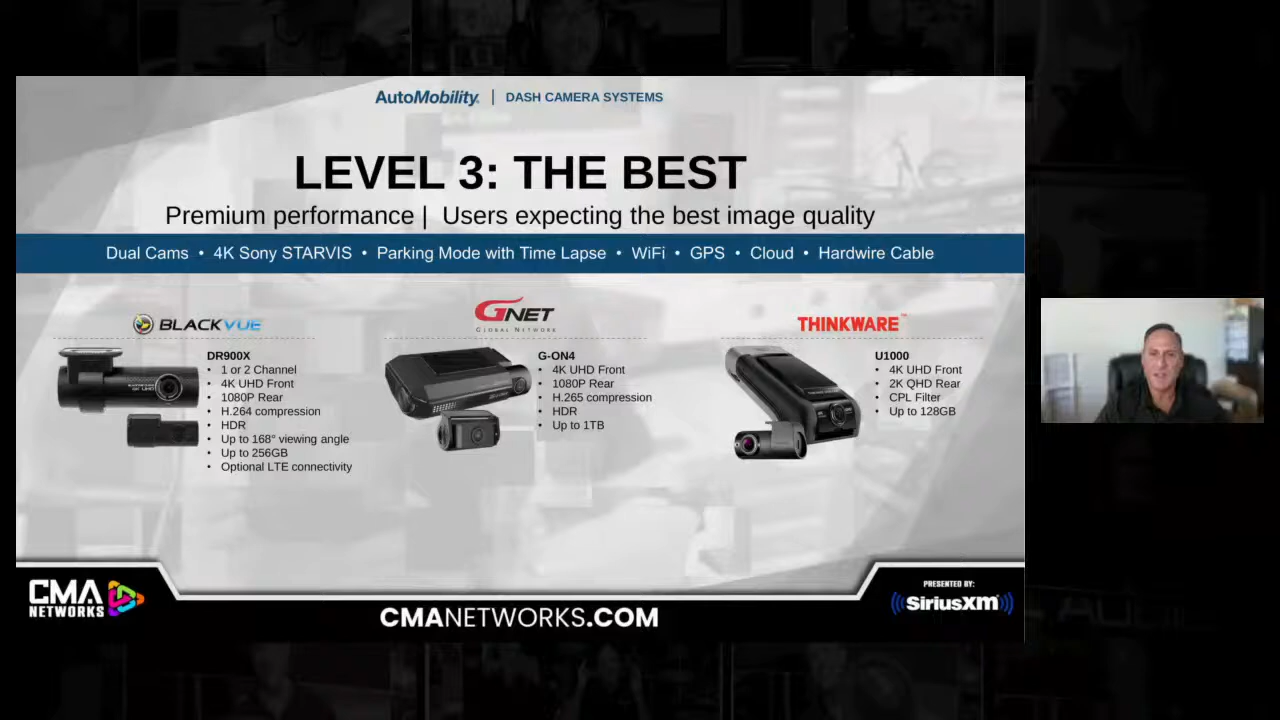 AutoMobility | DASH CAMERA SYSTEMS
LEVEL 3: THE BEST
Premium performance | Users expecting the best image quality
Dual Cams • 4K Sony STARVIS • Parking Mode with Time Lapse • WiFi • GPS • Cloud • Hardwire Cable
BLACKVUE
DR900X
• 1 or 2 Channel
• 4K UHD Front
• 1080P Rear
• H.264 compression
• HDR
• Up to 168° viewing angle
• Up to 256GB
• Optional LTE connectivity
GNET
GLOBAL NETWORK
G-ON4
• 4K UHD Front
• 1080P Rear
• H.265 compression
• HDR
• Up to 1TB
THINKWARE™
U1000
• 4K UHD Front
• 2K QHD Rear
• CPL Filter
• Up to 128GB
CMA
NETWORKS
CMANETWORKS.COM
PRESENTED BY:
SiriusXM